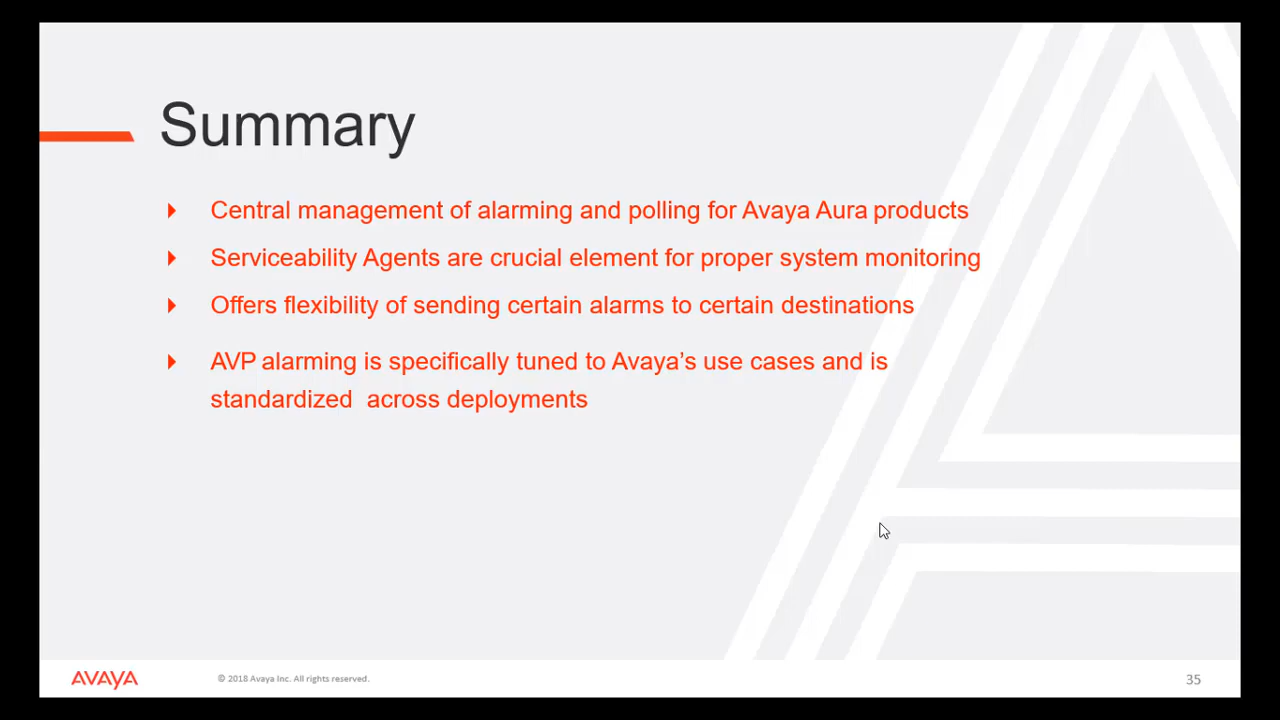 Summary
Central management of alarming and polling for Avaya Aura products
Serviceability Agents are crucial element for proper system monitoring
Offers flexibility of sending certain alarms to certain destinations
AVP alarming is specifically tuned to Avaya’s use cases and is
standardized  across deployments
AVAYA
© 2018 Avaya Inc. All rights reserved.
35